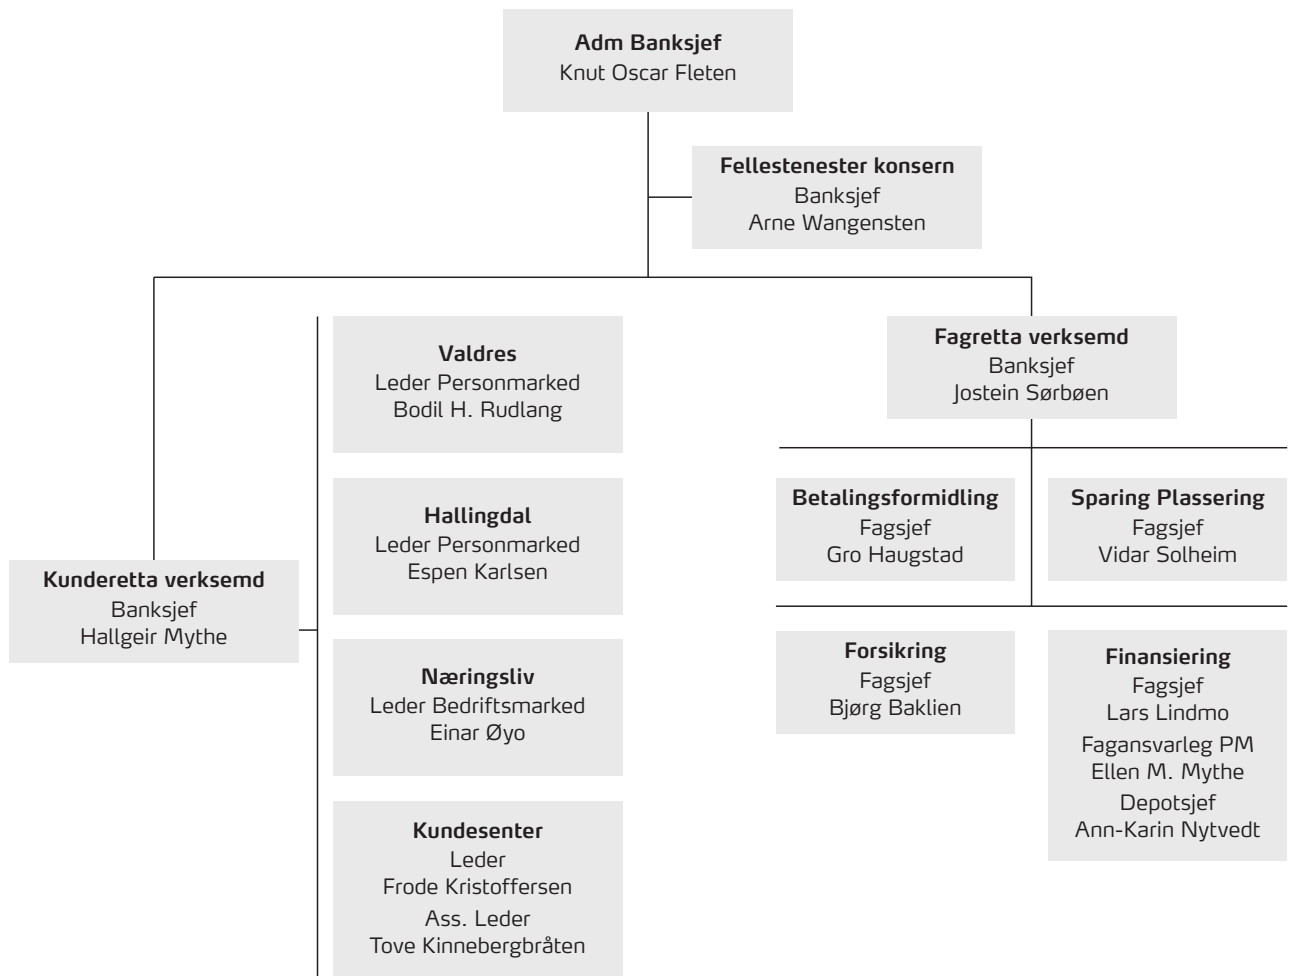 Adm Banksjef
Knut Oscar Fleten
Fellestenester konsern
Banksjef
Arne Wangensten
Kunderetta verksemd
Banksjef
Hallgeir Mythe
Valdres
Leder Personmarked
Bodil H. Rudlang
Hallingdal
Leder Personmarked
Espen Karlsen
Næringsliv
Leder Bedriftsmarked
Einar Øyo
Kundesenter
Leder
Frode Kristoffersen
Ass. Leder
Tove Kinnebergbråten
Fagretta verksemd
Banksjef
Jostein Sørbøen
Betalingsformidling
Fagsjef
Gro Haugstad
Sparing Plassering
Fagsjef
Vidar Solheim
Forsikring
Fagsjef
Bjørg Baklien
Finansiering
Fagsjef
Lars Lindmo
Fagansvarleg PM
Ellen M. Mythe
Depotsjef
Ann-Karin Nytvedt